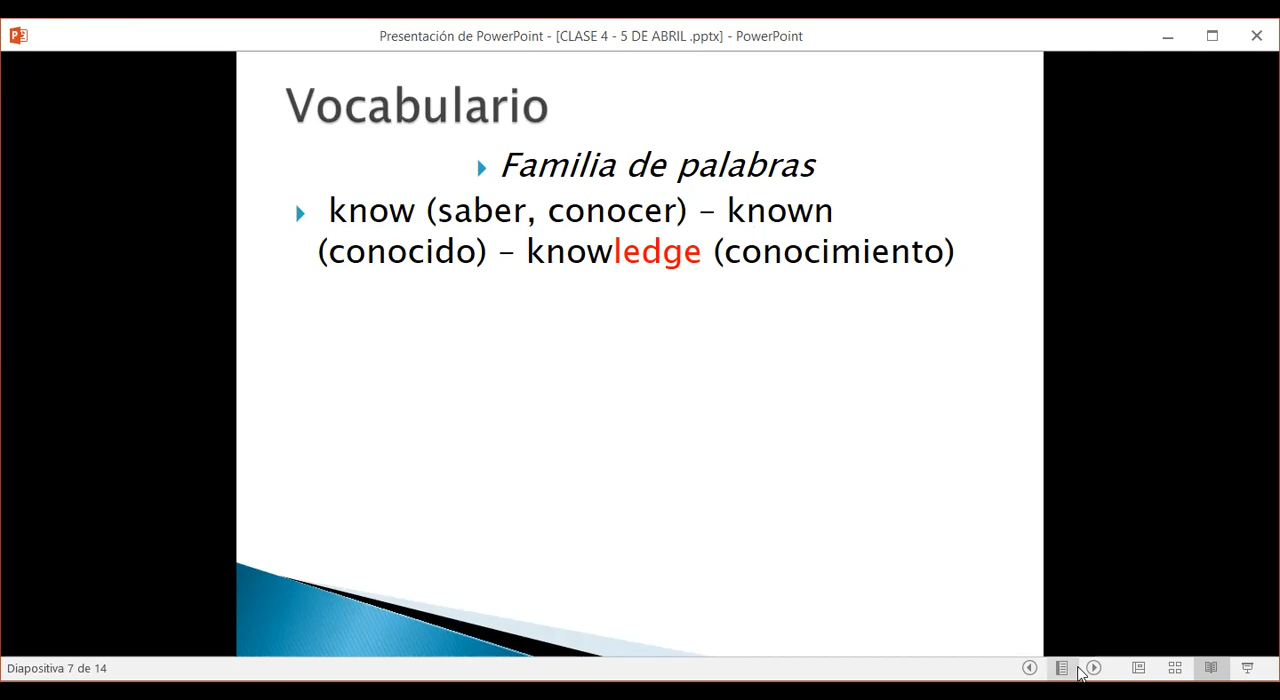 Presentación de PowerPoint - [CLASE 4 - 5 DE ABRIL .pptx] - PowerPoint
Vocabulario
Familia de palabras
know (saber, conocer) – known
(conocido) – knowledge (conocimiento)
Diapositiva 7 de 14